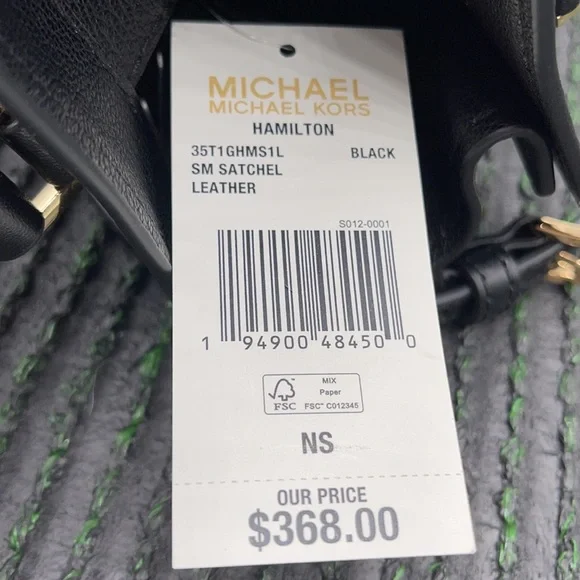 MICHAEL
MICHAEL KORS
HAMILTON
35T1GHMS1L BLACK
SM SATCHEL
LEATHER
S012-0001
1 94900 48450 0
FSC
MIX
Paper
FSC™ C012345
NS
OUR PRICE
$368.00